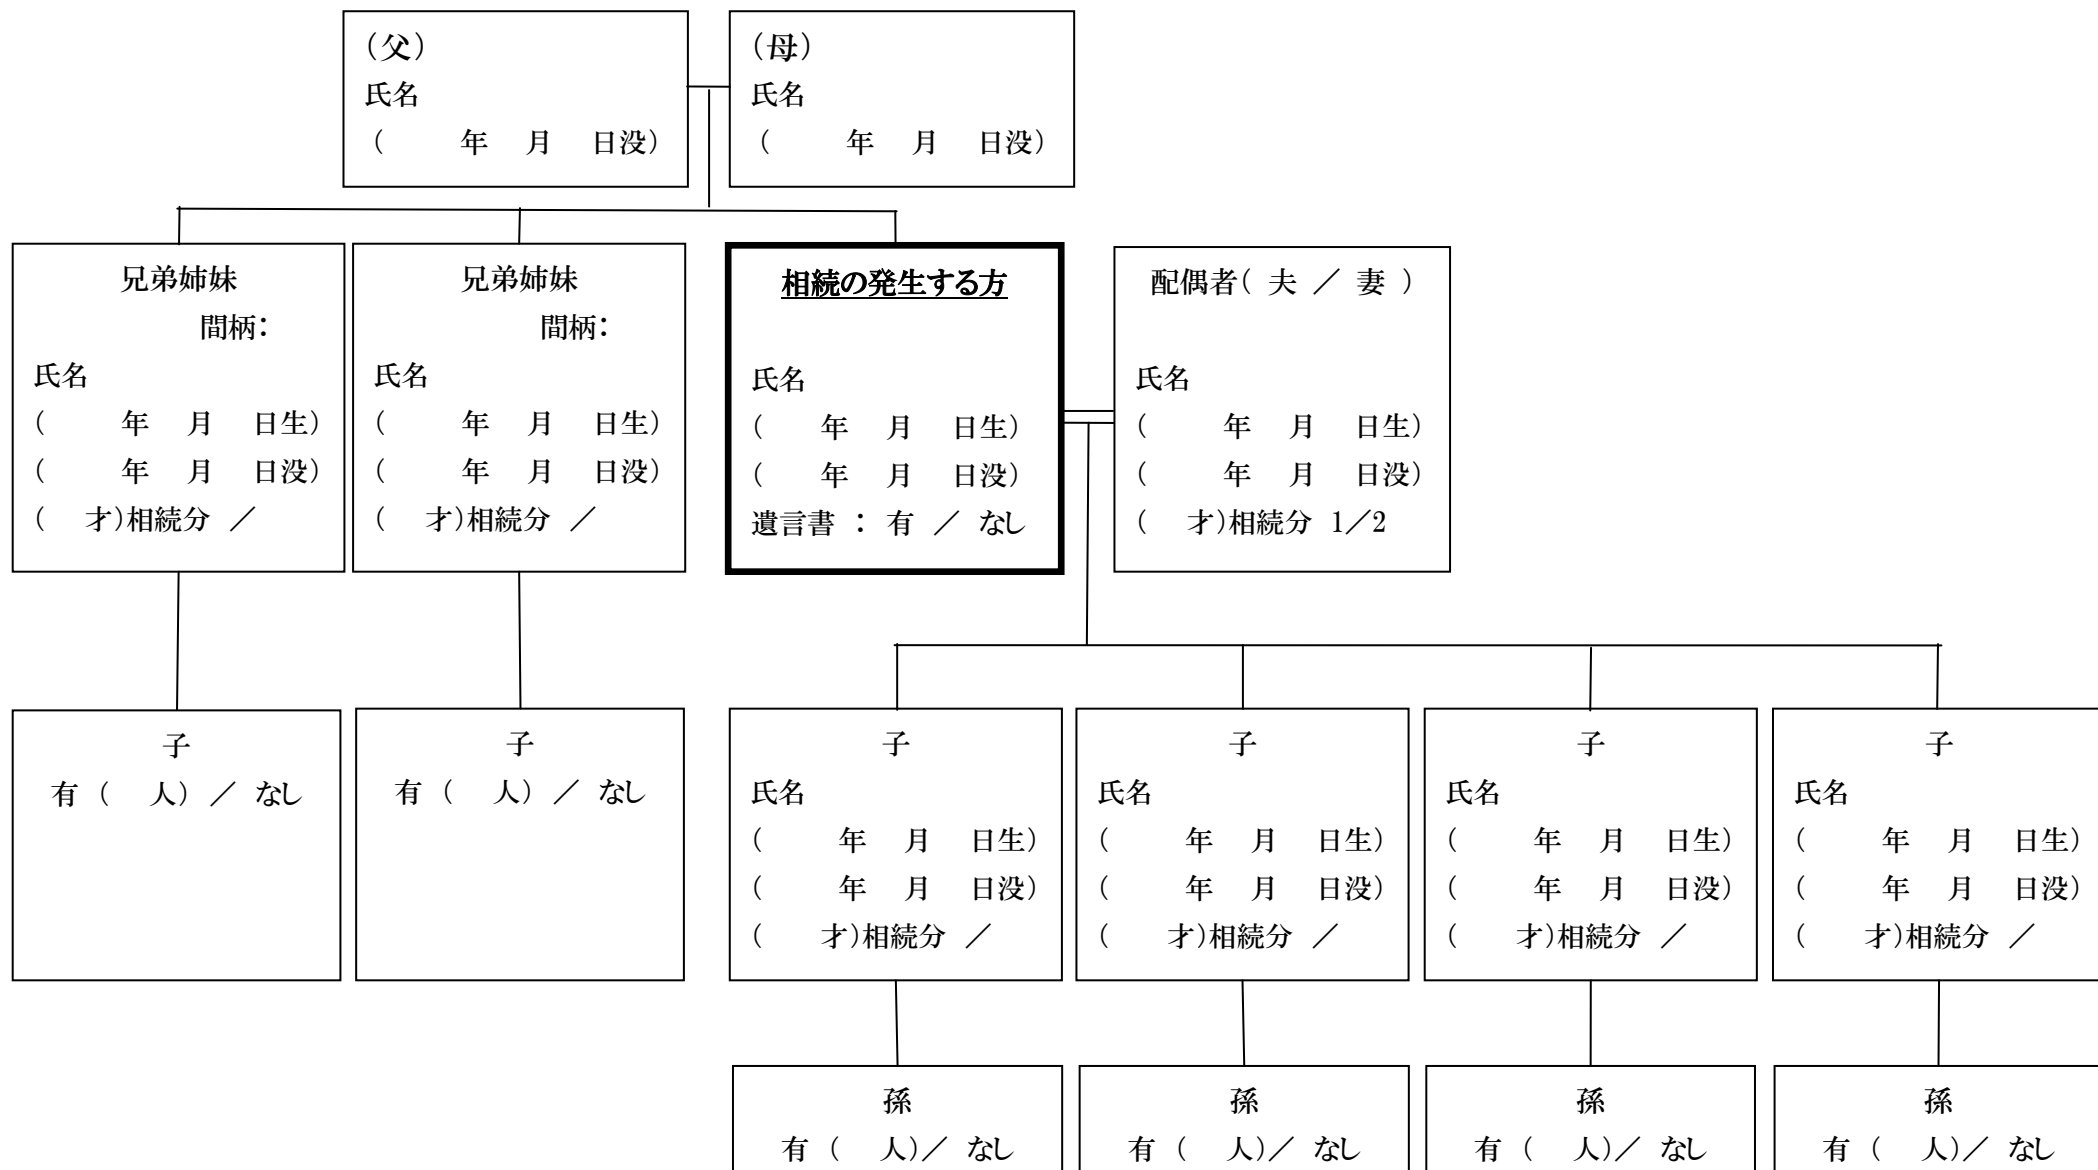 (父)
氏名
(　　年　月　日没)
(母)
氏名
(　　年　月　日没)
兄弟姉妹
間柄:
氏名
(　　年　月　日生)
(　　年　月　日没)
(　才)相続分 ／
兄弟姉妹
間柄:
氏名
(　　年　月　日生)
(　　年　月　日没)
(　才)相続分 ／
相続の発生する方
氏名
(　　年　月　日生)
(　　年　月　日没)
遺言書 : 有 ／ なし
配偶者( 夫 ／ 妻 )
氏名
(　　年　月　日生)
(　　年　月　日没)
(　才)相続分 1／2
子
有 (　人) ／ なし
子
有 (　人) ／ なし
子
氏名
(　　年　月　日生)
(　　年　月　日没)
(　　才)相続分 ／
子
氏名
(　　年　月　日生)
(　　年　月　日没)
(　　才)相続分 ／
子
氏名
(　　年　月　日生)
(　　年　月　日没)
(　　才)相続分 ／
子
氏名
(　　年　月　日生)
(　　年　月　日没)
(　　才)相続分 ／
孫
有 (　人)／ なし
孫
有 (　人)／ なし
孫
有 (　人)／ なし
孫
有 (　人)／ なし